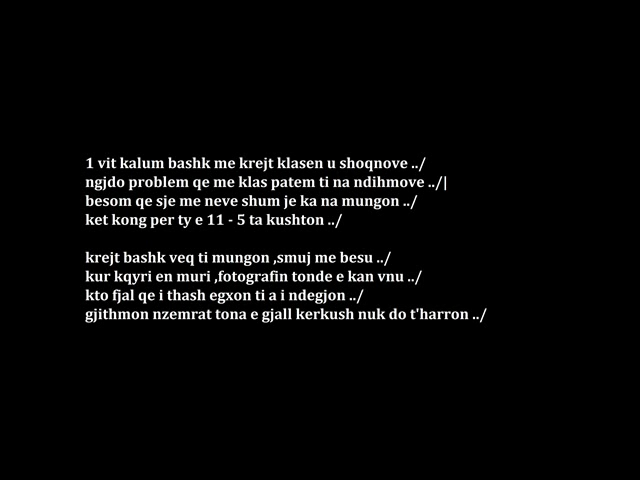 1 vit kalum bashk me krejt klasen u shoqnove ../
ngjdo problem qe me klas patem ti na ndihmove ../|
besom qe sje me neve shum je ka na mungon ../
ket kong per ty e 11 - 5 ta kushton ../
krejt bashk veq ti mungon ,smuj me besu ../
kur kqyri en muri ,fotografin tonde e kan vnu ../
kto fjal qe i thash egxon ti a i ndegjon ../
gjithmon nzemrat tona e gjall kerkush nuk do t'harron ../